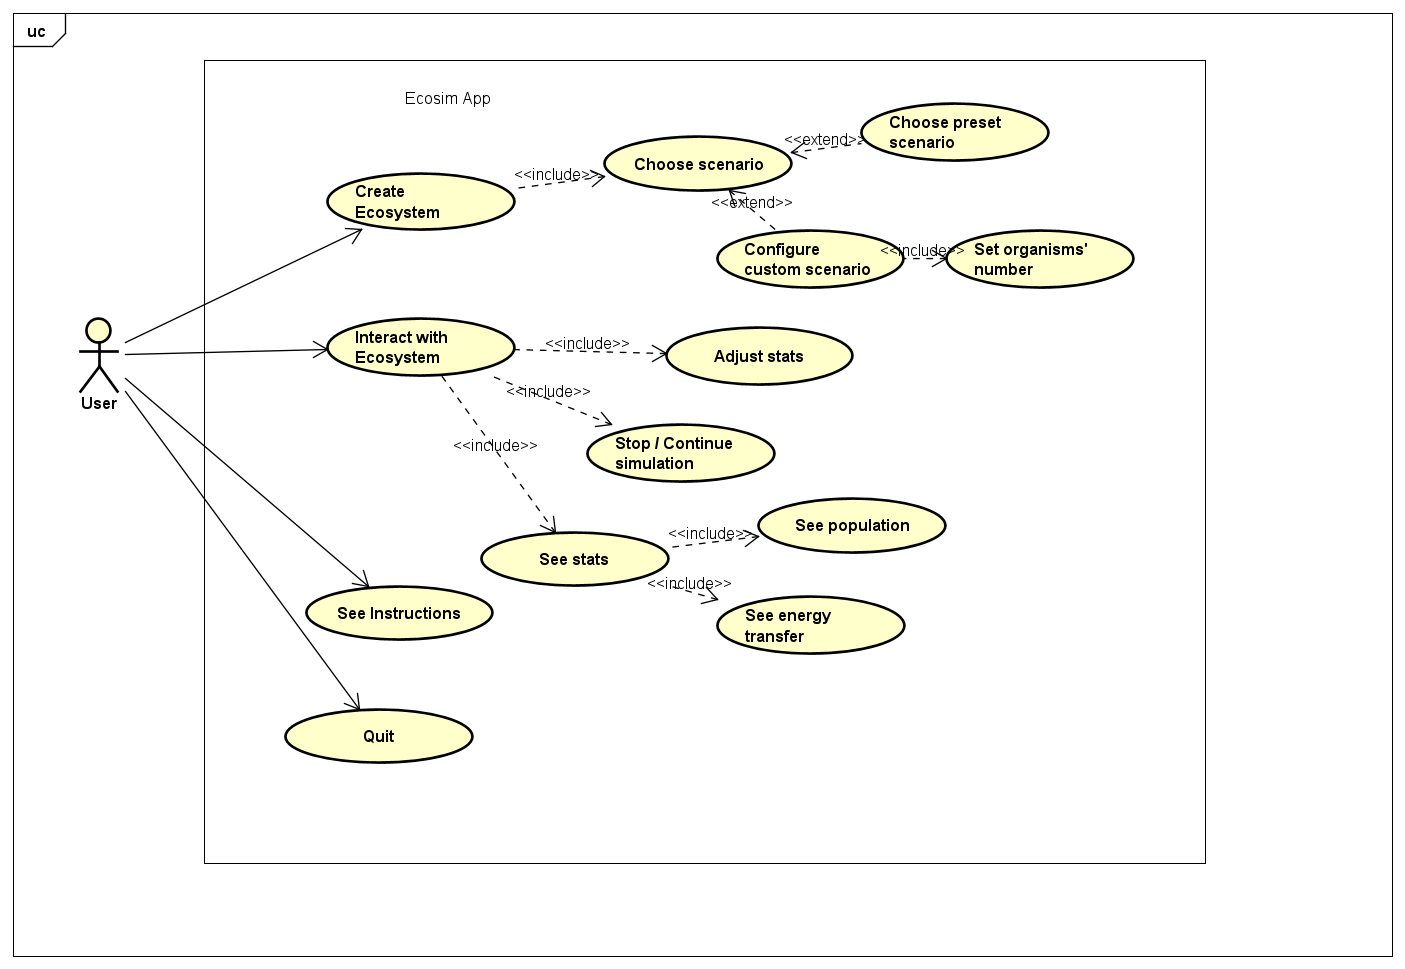 uc
Ecosim App
Choose preset
scenario
<<extend>>
Choose scenario
<<include>>
Create
Ecosystem
<<extend>>
Configure
custom scenario
<<include>>
Set organisms'
number
Interact with
Ecosystem
<<include>>
Adjust stats
<<include>>
User
Stop / Continue
simulation
<<include>>
See stats
<<include>>
See population
<<include>>
See energy
transfer
See Instructions
Quit